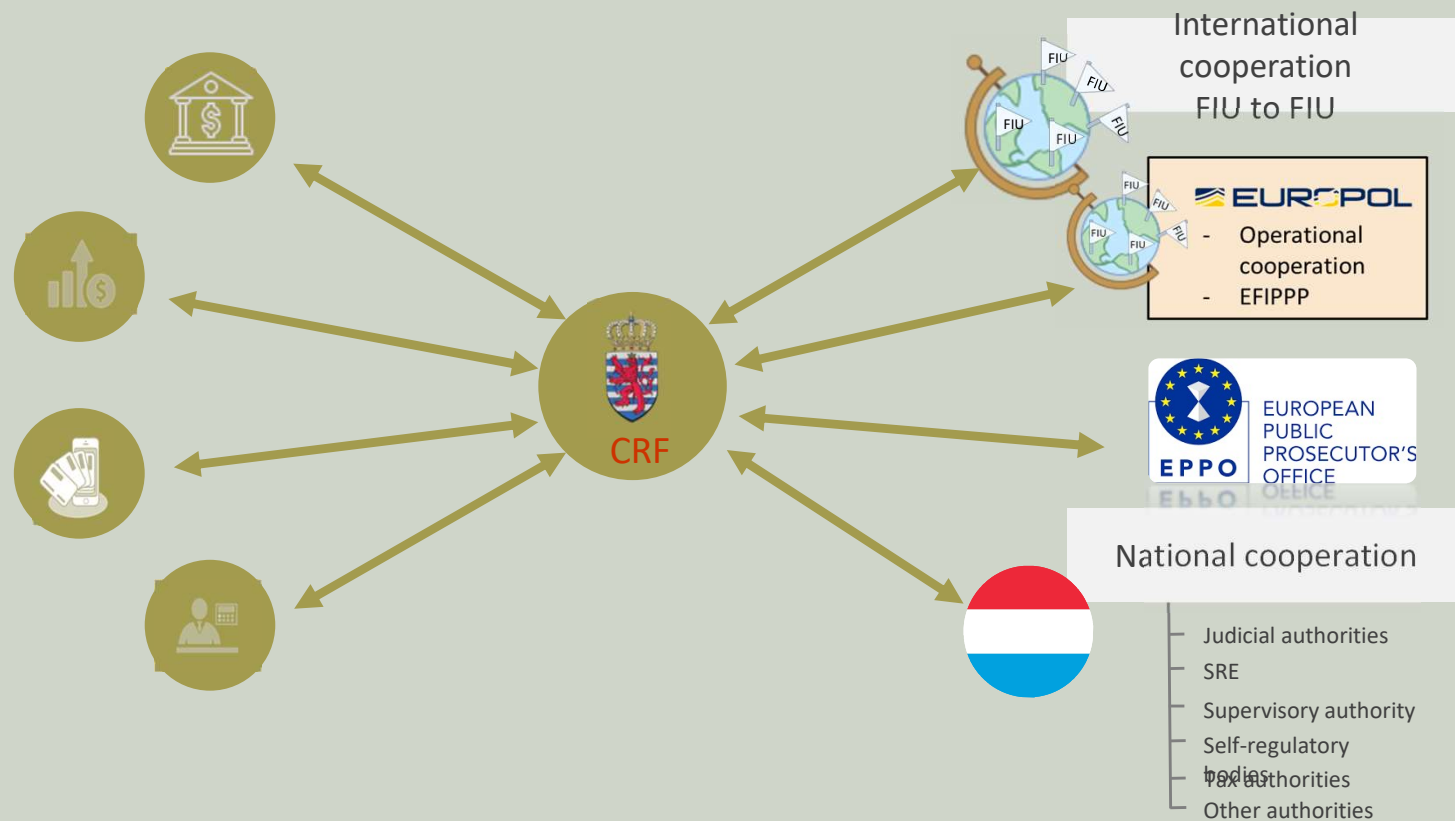 International
cooperation
FIU to FIU
FIU
FIU
FIU
FIU
FIU
EUROPOL
- Operational
cooperation
- EFIPPP
FIU
FIU
FIU
FIU
FIU
CRF
EPPO
EUROPEAN
PUBLIC
PROSECUTOR'S
OFFICE
National cooperation
Judicial authorities
SRE
Supervisory authority
Self-regulatory
bodies
Tax authorities
Other authorities